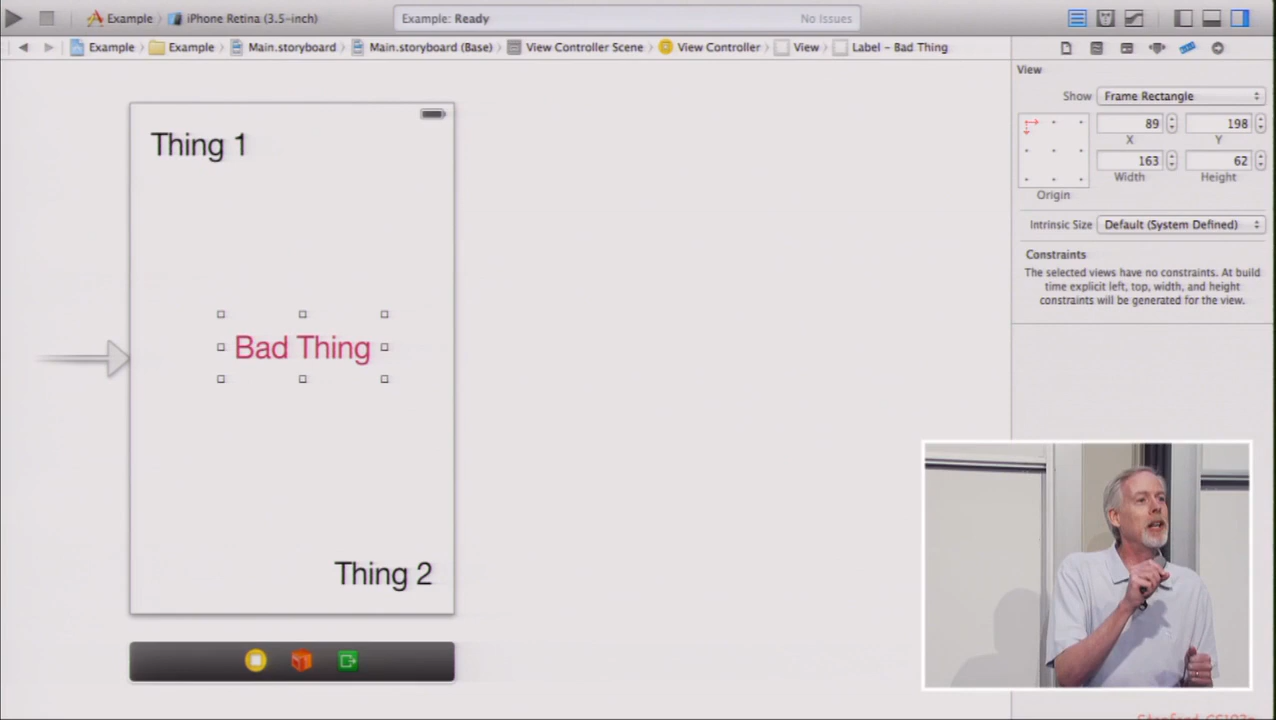 Example › iPhone Retina (3.5-inch)
Example: Ready
No Issues
Example › Example › Main.storyboard › Main.storyboard (Base) › View Controller Scene › View Controller › View › Label - Bad Thing
View
Show Frame Rectangle
89 198
X Y
163 62
Width Height
Origin
Intrinsic Size Default (System Defined)
Constraints
The selected views have no constraints. At build
time explicit left, top, width, and height
constraints will be generated for the view.
Thing 1
Bad Thing
Thing 2